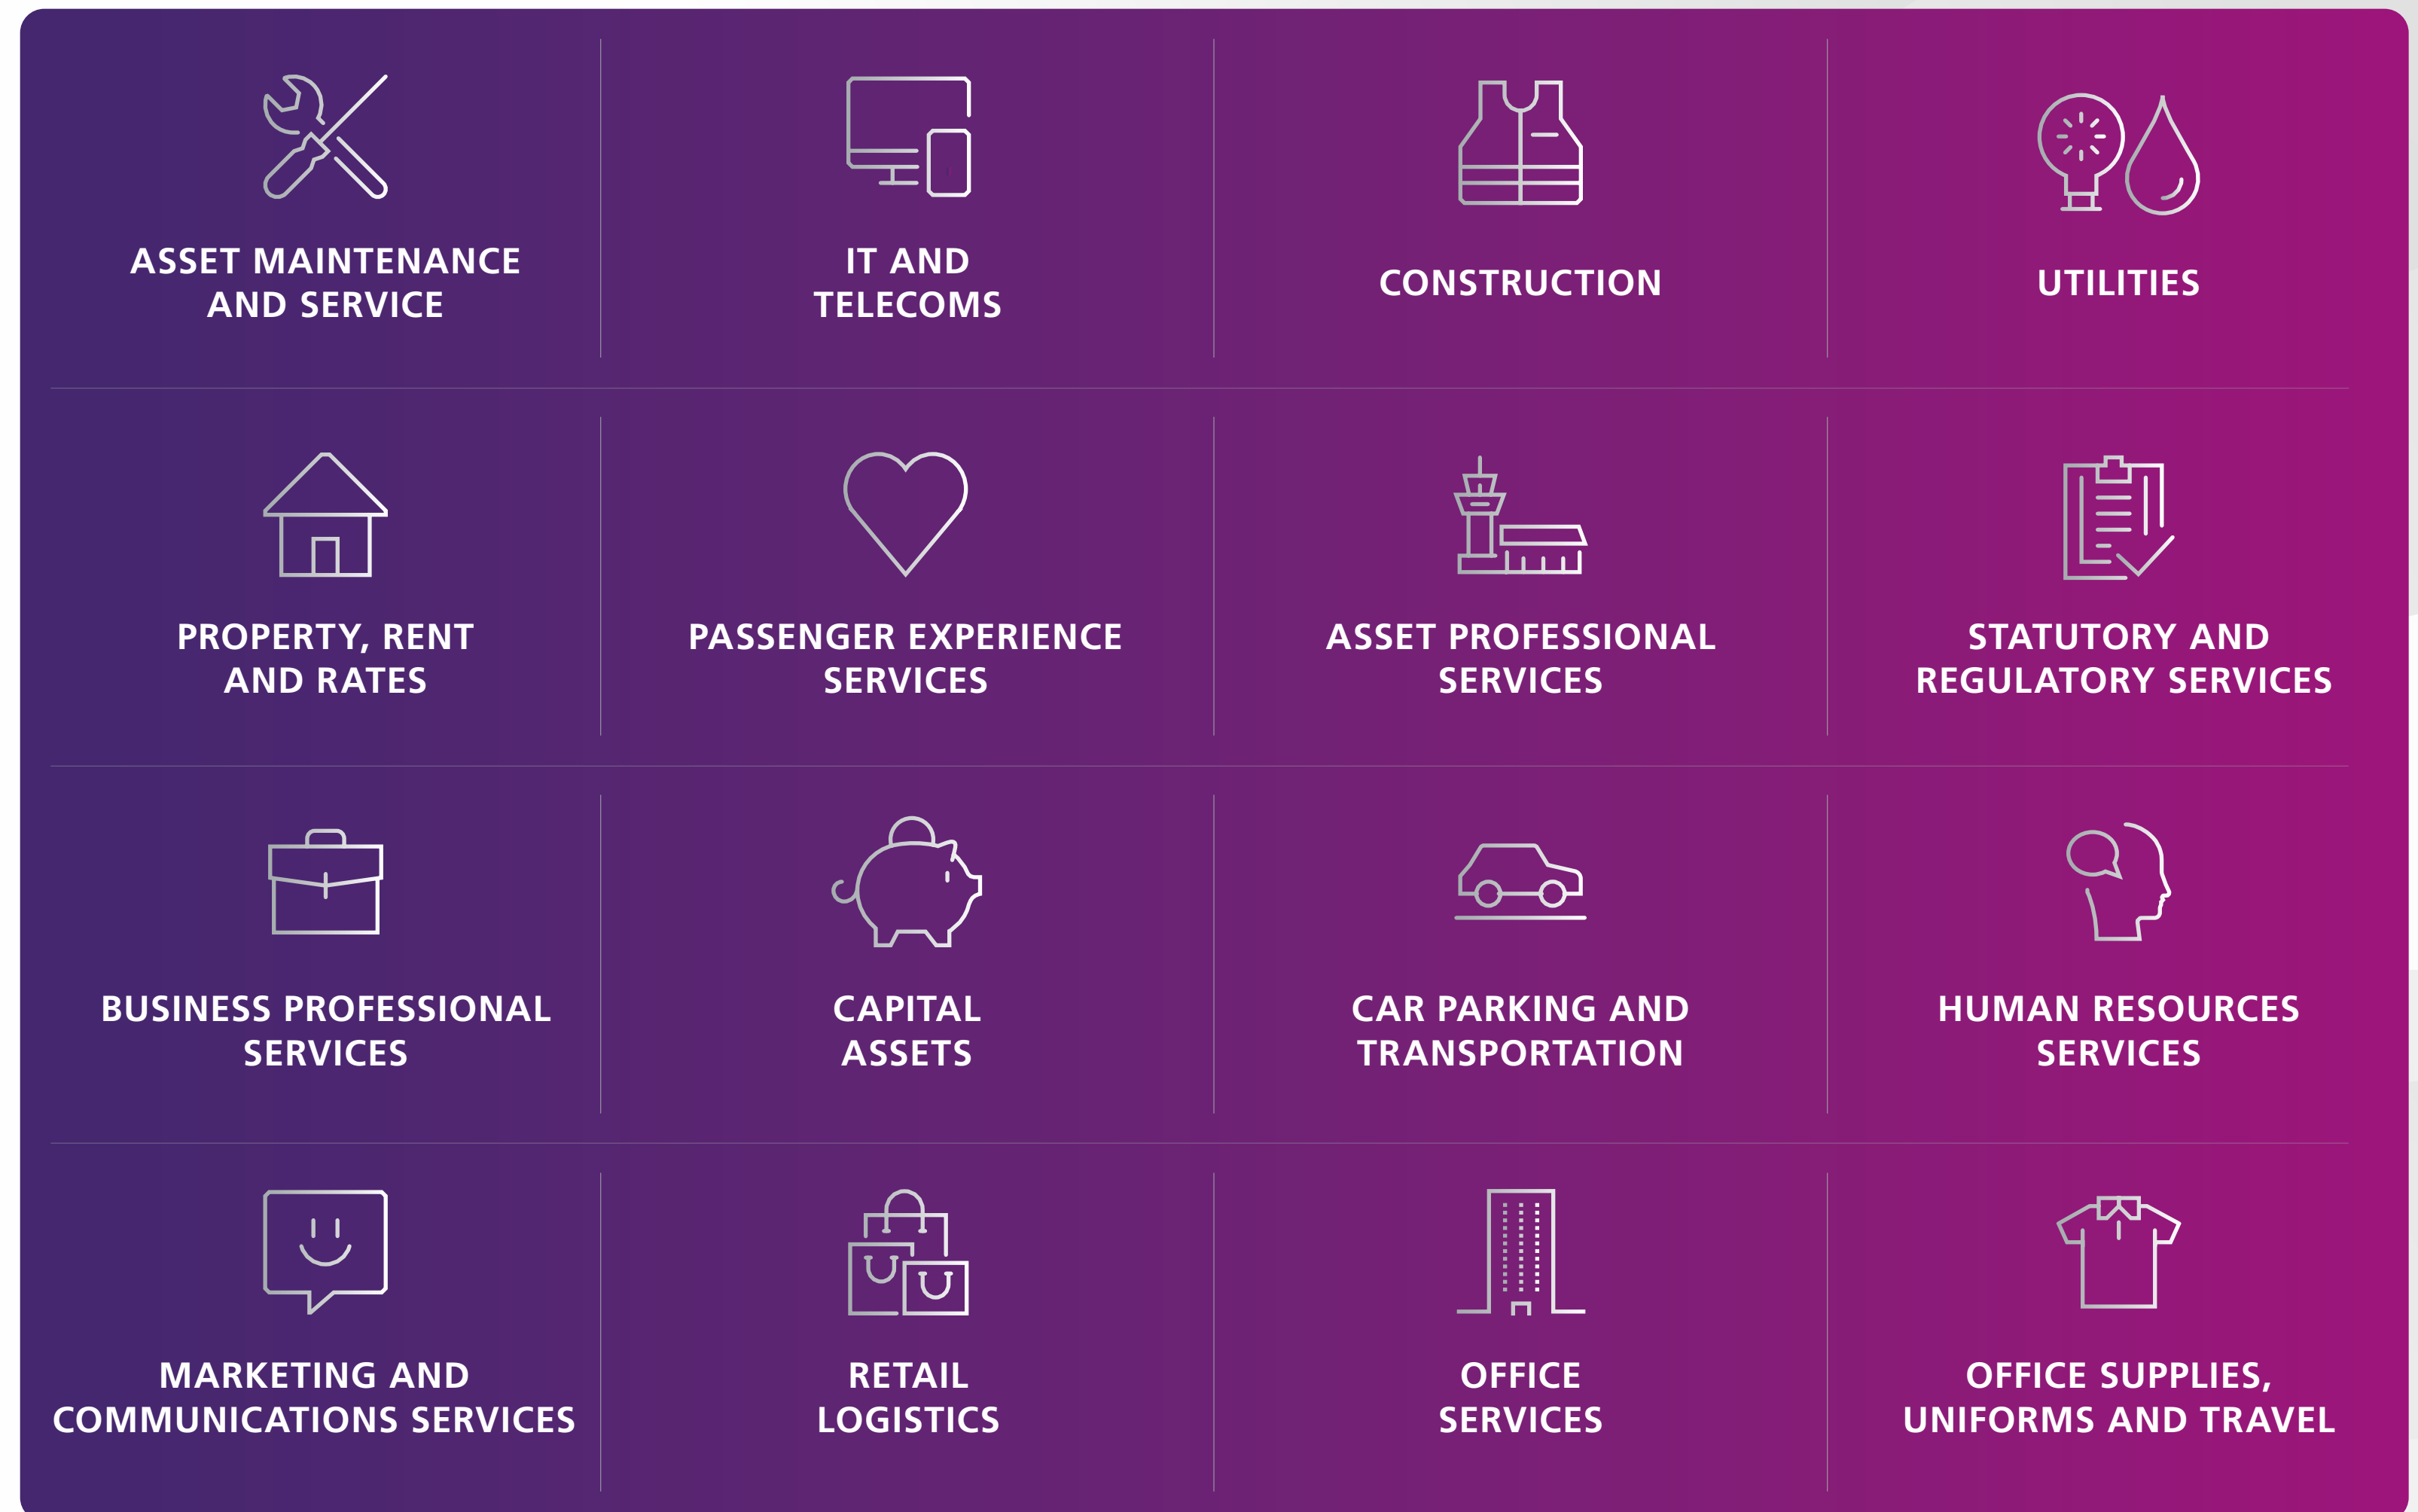 ASSET MAINTENANCE
AND SERVICE
IT AND
TELECOMS
CONSTRUCTION
UTILITIES
PROPERTY, RENT
AND RATES
PASSENGER EXPERIENCE
SERVICES
ASSET PROFESSIONAL
SERVICES
STATUTORY AND
REGULATORY SERVICES
BUSINESS PROFESSIONAL
SERVICES
CAPITAL
ASSETS
CAR PARKING AND
TRANSPORTATION
HUMAN RESOURCES
SERVICES
MARKETING AND
COMMUNICATIONS SERVICES
RETAIL
LOGISTICS
OFFICE
SERVICES
OFFICE SUPPLIES,
UNIFORMS AND TRAVEL